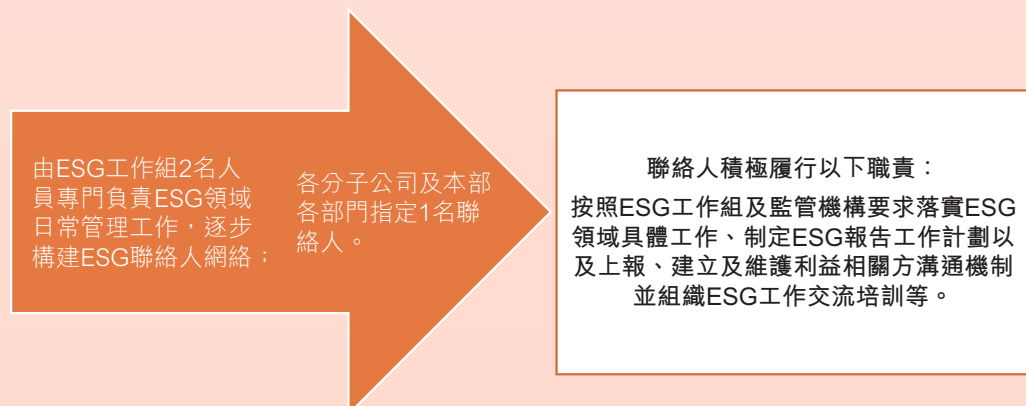 由ESG工作組2名人
員專門負責ESG領域
日常管理工作，逐步
構建ESG聯絡人網絡；
各分子公司及本部
各部門指定1名聯
絡人。
聯絡人積極履行以下職責：
按照ESG工作組及監管機構要求落實ESG
領域具體工作、制定ESG報告工作計劃以
及上報、建立及維護利益相關方溝通機制
並組織ESG工作交流培訓等。